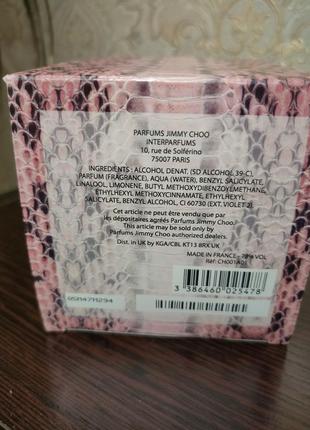 PARFUMS JIMMY CHOO
INTERPARFUMS
10, rue de Solférino
75007 PARIS
INGREDIENTS : ALCOHOL DENAT. (SD ALCOHOL 39-C),
PARFUM (FRAGRANCE), AQUA (WATER), BENZYL SALICYLATE,
LINALOOL, LIMONENE, BUTYL METHOXYDIBENZOYLMETHANE,
ETHYLHEXYL METHOXYCINNAMATE, ETHYLHEXYL
SALICYLATE, BENZYL ALCOHOL, CI 60730 (EXT. VIOLET 2)
Cet article ne peut être vendu que par
les dépositaires agréés Parfums Jimmy Choo.
This article may be sold only by
Parfums Jimmy Choo authorized dealers.
Dist. in UK by KGA/CBL KT13 8RX UK
MADE IN FRANCE - 79% VOL
Réf: CH001A01
3 386460 025478
05M47M294